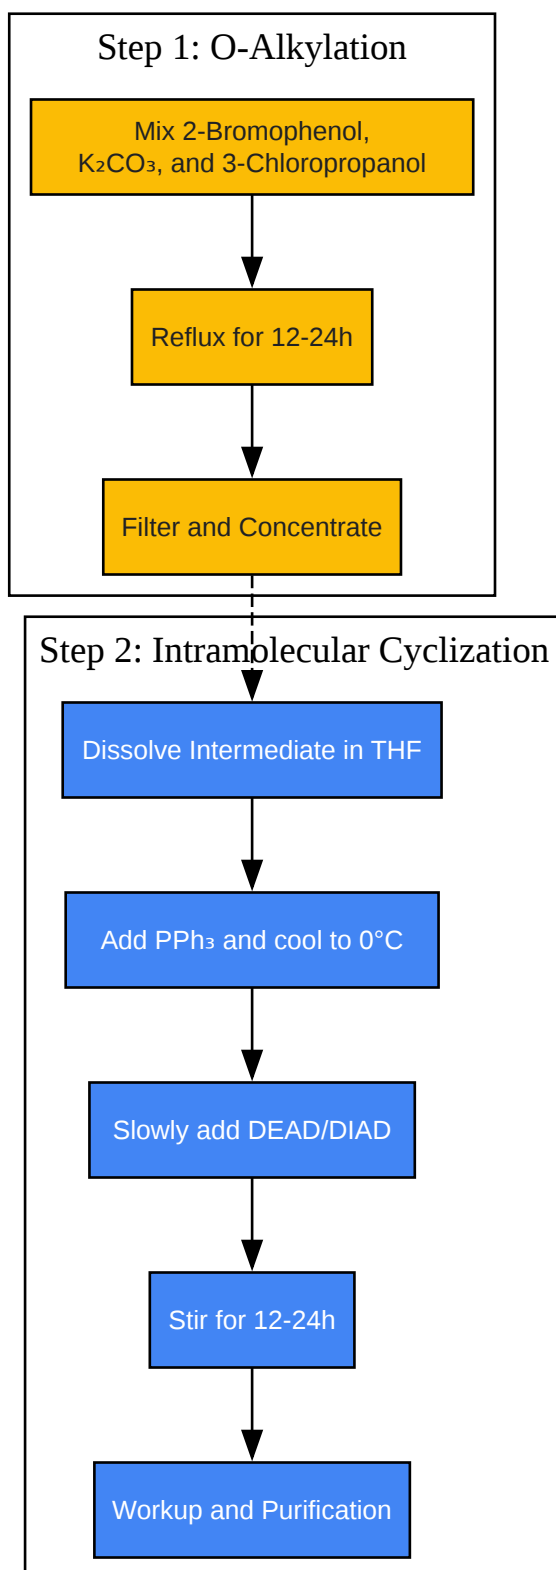 Step 1: O-Alkylation
Mix 2-Bromophenol,
K₂CO₃, and 3-Chloropropanol
Reflux for 12-24h
Filter and Concentrate
Step 2: Intramolecular Cyclization
Dissolve Intermediate in THF
Add PPh₃ and cool to 0°C
Slowly add DEAD/DIAD
Stir for 12-24h
Workup and Purification